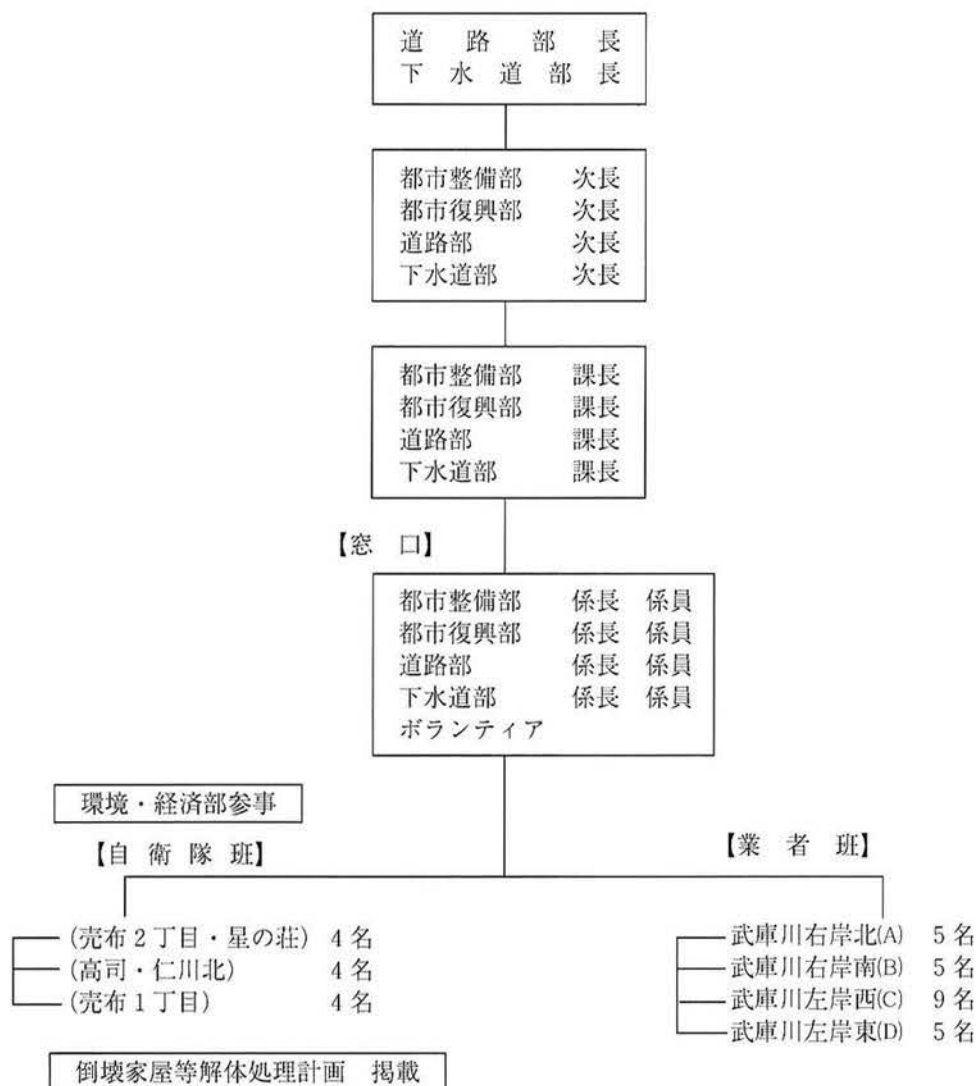 道路部長
下水道部長
都市整備部 次長
都市復興部 次長
道路部 次長
下水道部 次長
都市整備部 課長
都市復興部 課長
道路部 課長
下水道部 課長
【窓口】
都市整備部 係長 係員
都市復興部 係長 係員
道路部 係長 係員
下水道部 係長 係員
ボランティア
環境・経済部参事
【自衛隊班】
(売布2丁目・星の荘) 4名
(高司・仁川北) 4名
(売布1丁目) 4名
【業者班】
武庫川右岸北(A) 5名
武庫川右岸南(B) 5名
武庫川左岸西(C) 9名
武庫川左岸東(D) 5名
倒壊家屋等解体処理計画 掲載